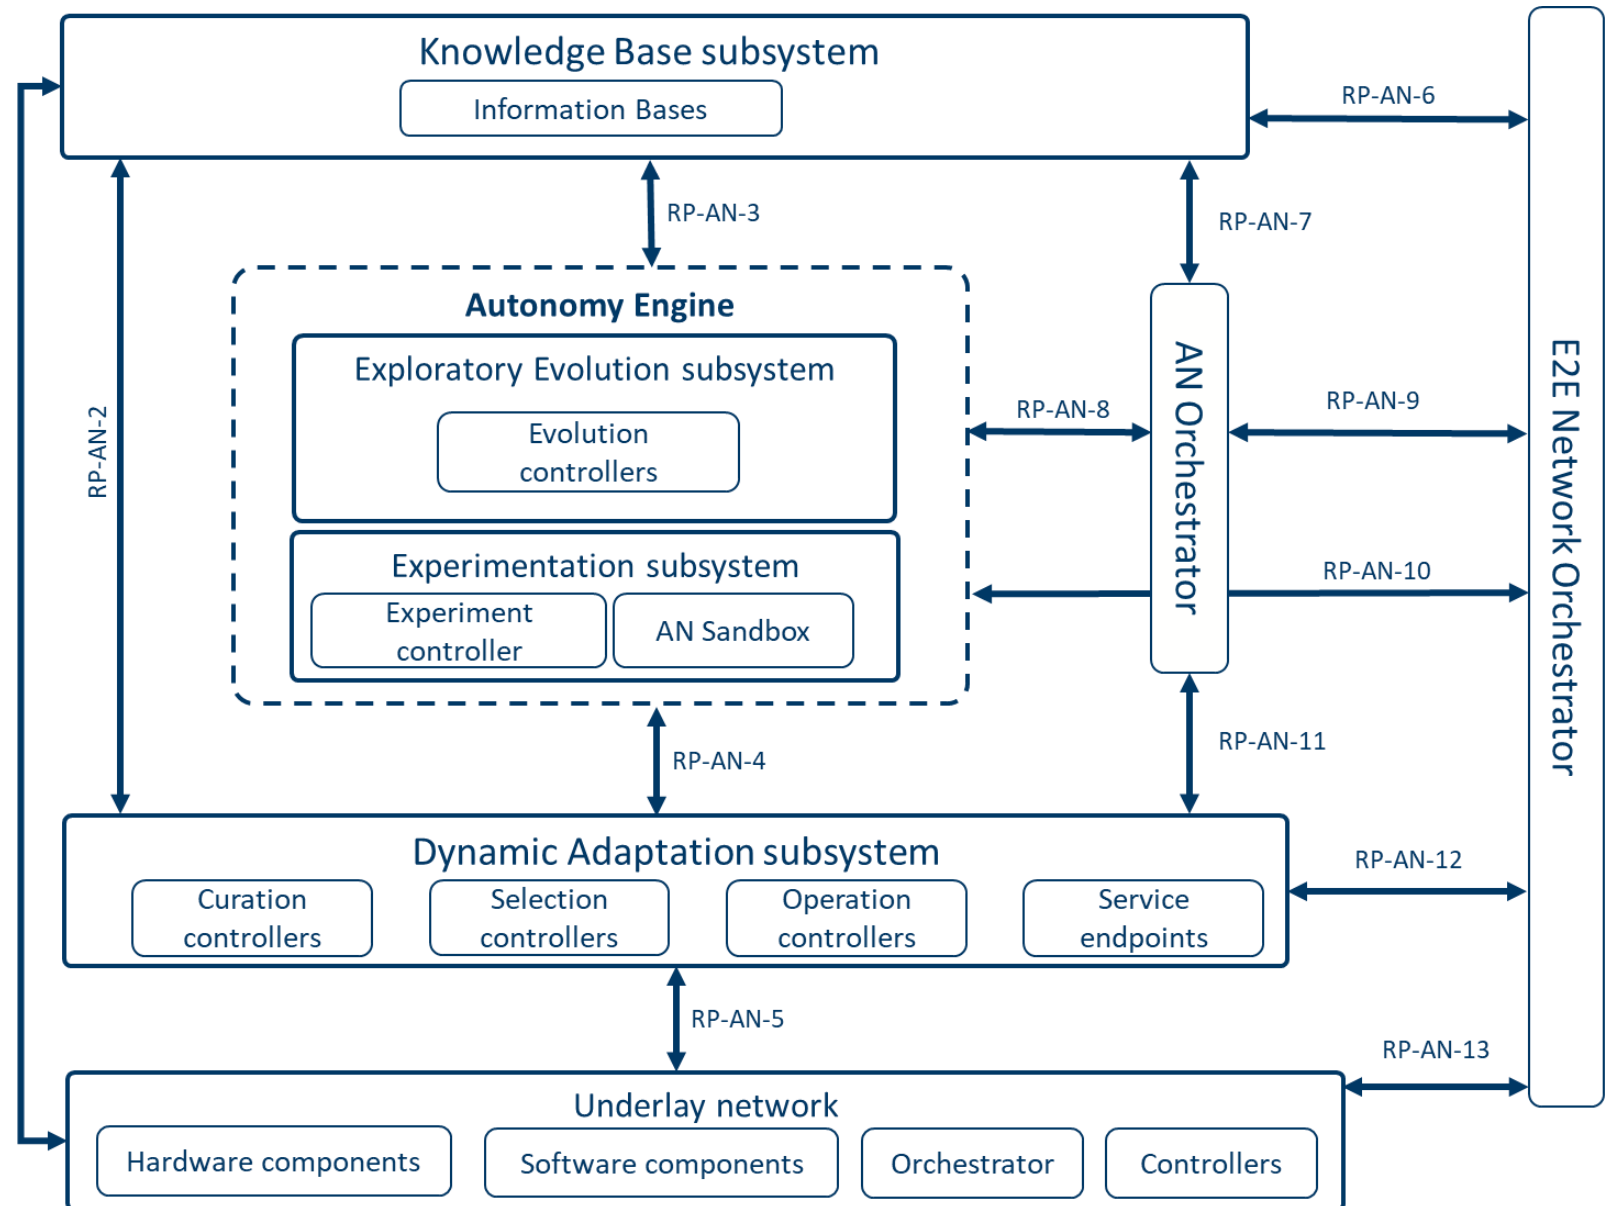 Knowledge Base subsystem
Information Bases
RP-AN-6
RP-AN-3
RP-AN-7
Autonomy Engine
Exploratory Evolution subsystem
Evolution
controllers
RP-AN-2
RP-AN-8
AN Orchestrator
RP-AN-9
E2E Network Orchestrator
Experimentation subsystem
Experiment
controller
AN Sandbox
RP-AN-10
RP-AN-4
RP-AN-11
Dynamic Adaptation subsystem
Curation
controllers
Selection
controllers
Operation
controllers
Service
endpoints
RP-AN-12
RP-AN-5
RP-AN-13
Underlay network
Hardware components
Software components
Orchestrator
Controllers